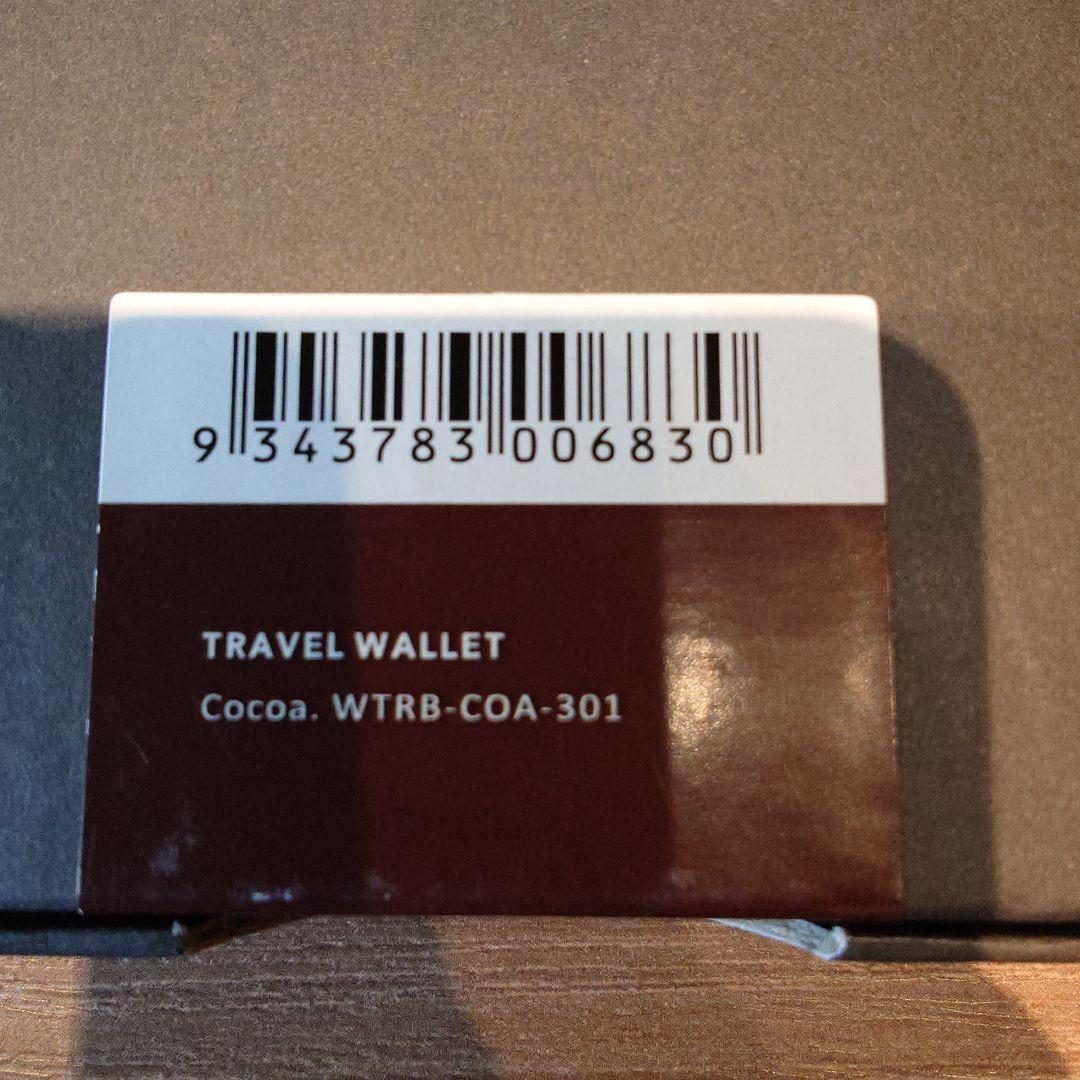 9 343783 006830
TRAVEL WALLET
Cocoa. WTRB-COA-301